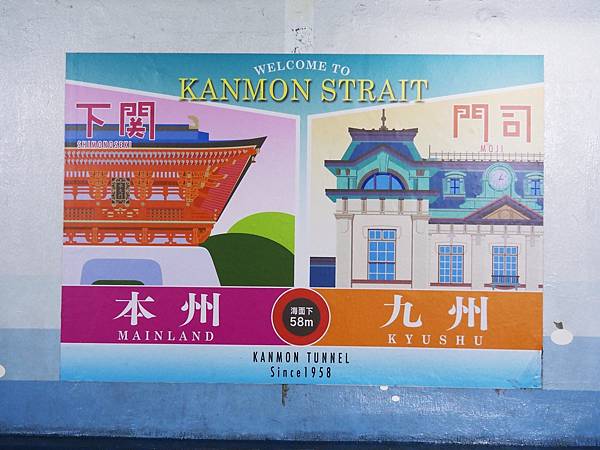 WELCOME TO
KANMON STRAIT
下関
SHIMONOSEKI
門司
MOJI
本州
MAINLAND
海面下
58m
九州
KYUSHU
KANMON TUNNEL
Since1958